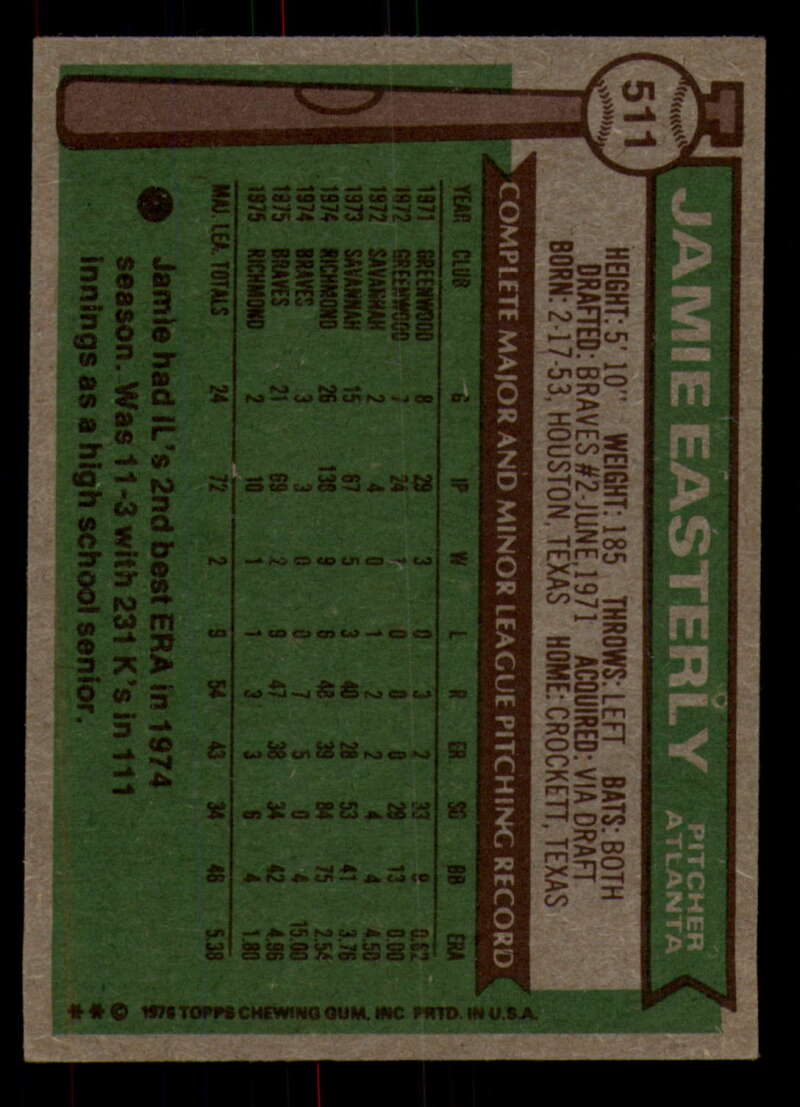 511
JAMIE EASTERLY
PITCHER
ATLANTA
HEIGHT: 5' 10" WEIGHT: 185 THROWS: LEFT BATS: BOTH
DRAFTED: BRAVES #2-JUNE, 1971 ACQUIRED: VIA DRAFT
BORN: 2-17-53, HOUSTON, TEXAS HOME: CROCKETT, TEXAS
COMPLETE MAJOR AND MINOR LEAGUE PITCHING RECORD
YEAR CLUB G IP W L R ER SO BB ERA
1971 GREENWOOD 8 29 3 0 3 2 33 9 0.62
1972 GREENWOOD 7 24 1 0 0 0 29 13 0.00
1972 SAVANNAH 2 4 0 1 2 2 4 4 4.50
1973 SAVANNAH 15 67 5 3 40 28 53 41 3.76
1974 RICHMOND 26 138 9 6 48 39 84 75 2.54
1974 BRAVES 3 3 0 0 7 5 0 4 15.00
1975 BRAVES 21 69 2 9 47 38 34 42 4.96
1975 RICHMOND 2 10 1 1 3 3 6 4 1.80
MAJ. LEA. TOTALS 24 72 2 9 54 43 34 46 5.38
Jamie had IL's 2nd best ERA in 1974
season. Was 11-3 with 231 K's in 111
innings as a high school senior.
** © 1976 TOPPS CHEWING GUM, INC PRTD. IN U.S.A.